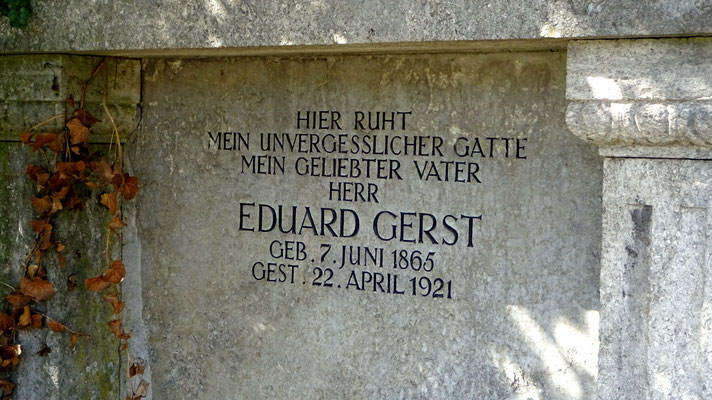 HIER RUHT
MEIN UNVERGESSLICHER GATTE
MEIN GELIEBTER VATER
HERR
EDUARD GERST
GEB. 7. JUNI 1865
GEST. 22. APRIL 1921